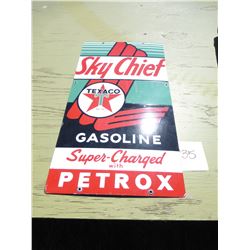 Sky Chief
TEXACO
T
GASOLINE
Super-Charged
with
PETROX
35